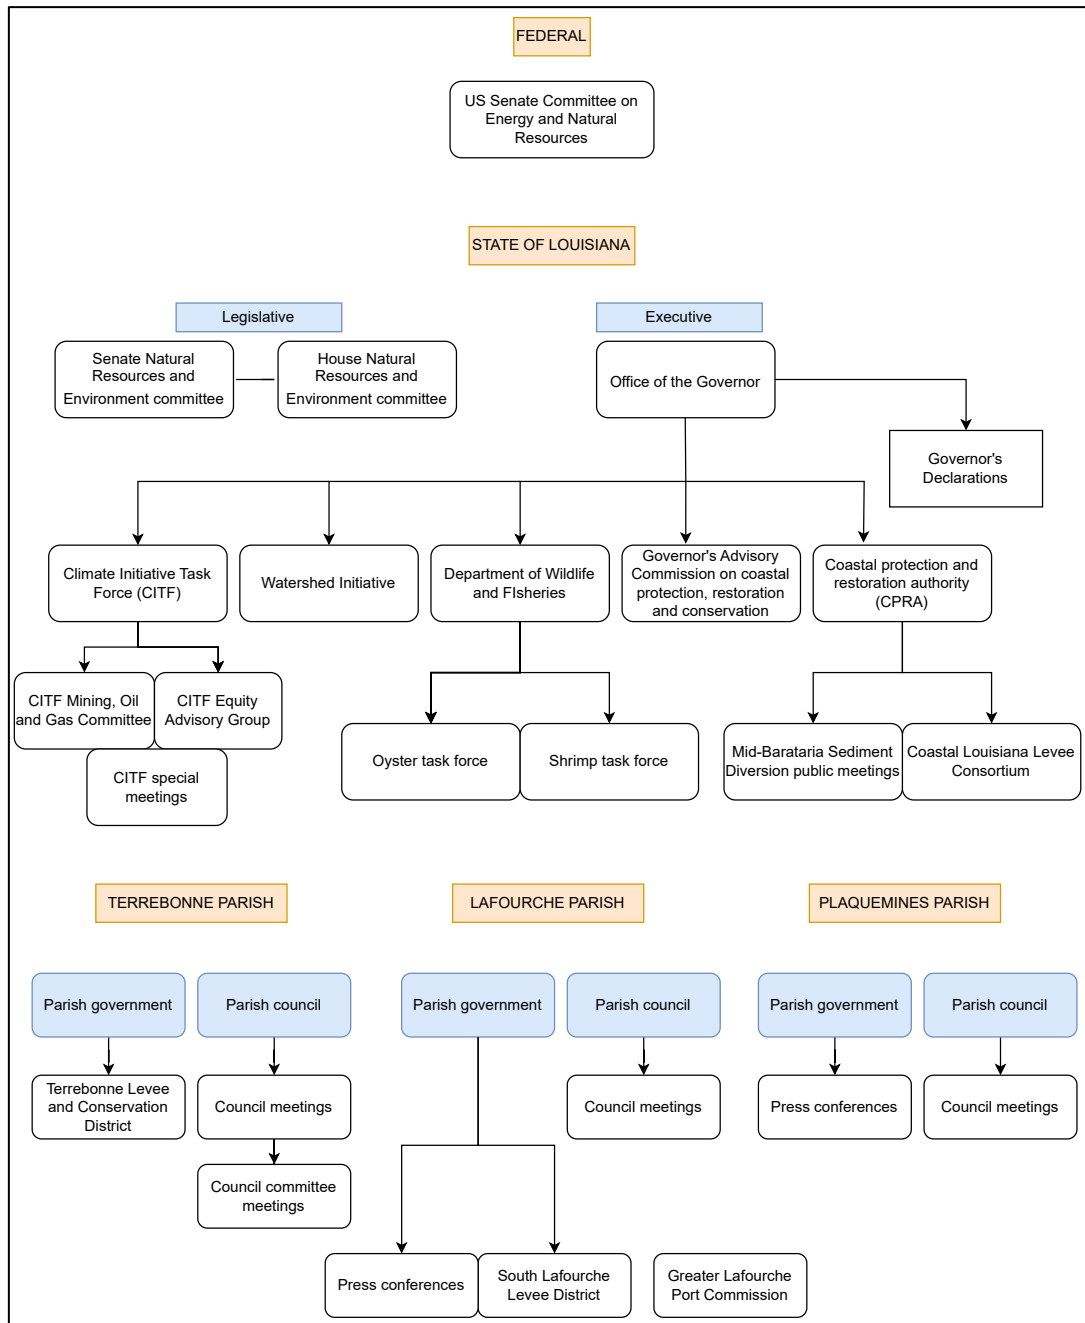 FEDERAL
US Senate Committee on
Energy and Natural
Resources
STATE OF LOUISIANA
Legislative
Executive
Senate Natural
Resources and
Environment committee
House Natural
Resources and
Environment committee
Office of the Governor
Governor's
Declarations
Climate Initiative Task
Force (CITF)
Watershed Initiative
Department of Wildlife
and FIsheries
Governor's Advisory
Commission on coastal
protection, restoration
and conservation
Coastal protection and
restoration authority
(CPRA)
CITF Mining, Oil
and Gas Committee
CITF Equity
Advisory Group
CITF special
meetings
Oyster task force
Shrimp task force
Mid-Barataria Sediment
Diversion public meetings
Coastal Louisiana Levee
Consortium
TERREBONNE PARISH
LAFOURCHE PARISH
PLAQUEMINES PARISH
Parish government
Parish council
Parish government
Parish council
Parish government
Parish council
Terrebonne Levee
and Conservation
District
Council meetings
Council meetings
Press conferences
Council meetings
Council committee
meetings
Press conferences
South Lafourche
Levee District
Greater Lafourche
Port Commission